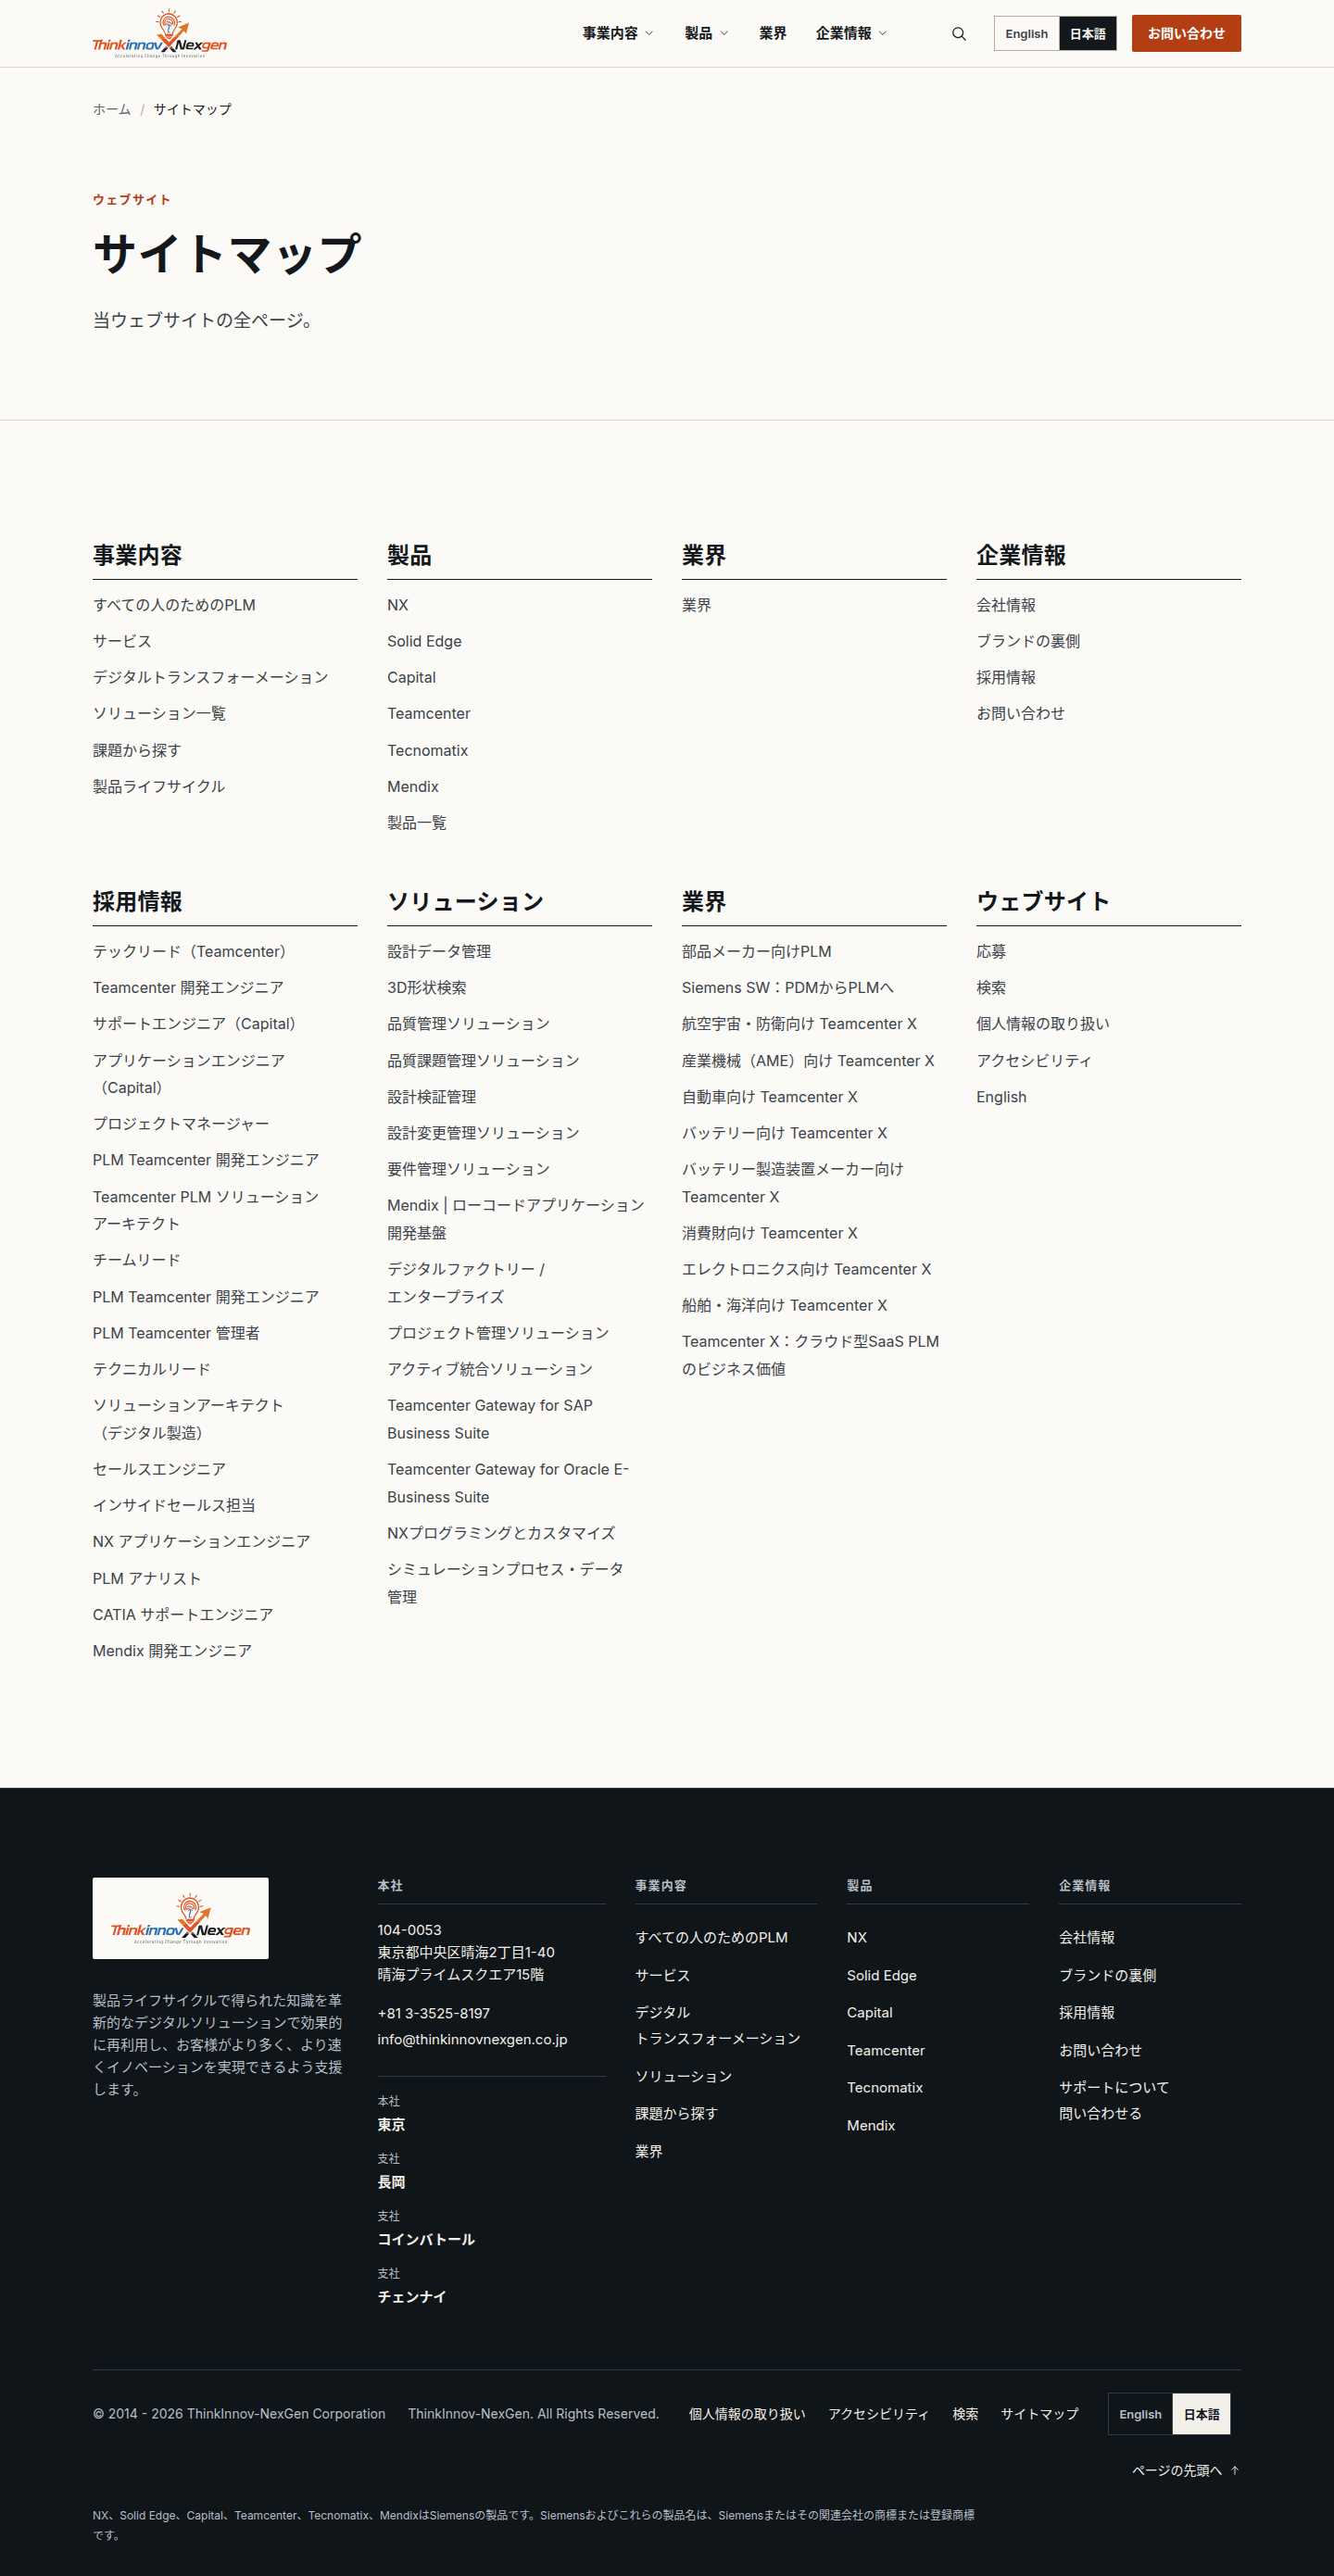 ThinkinnovXNexgen
Accelerating Change Through Innovation
事業内容
製品
業界
企業情報
English
日本語
お問い合わせ
ホーム / サイトマップ
ウェブサイト
サイトマップ
当ウェブサイトの全ページ。
事業内容
すべての人のためのPLM
サービス
デジタルトランスフォーメーション
ソリューション一覧
課題から探す
製品ライフサイクル
製品
NX
Solid Edge
Capital
Teamcenter
Tecnomatix
Mendix
製品一覧
業界
業界
企業情報
会社情報
ブランドの裏側
採用情報
お問い合わせ
採用情報
テックリード（Teamcenter）
Teamcenter 開発エンジニア
サポートエンジニア（Capital）
アプリケーションエンジニア
（Capital）
プロジェクトマネージャー
PLM Teamcenter 開発エンジニア
Teamcenter PLM ソリューション
アーキテクト
チームリード
PLM Teamcenter 開発エンジニア
PLM Teamcenter 管理者
テクニカルリード
ソリューションアーキテクト
（デジタル製造）
セールスエンジニア
インサイドセールス担当
NX アプリケーションエンジニア
PLM アナリスト
CATIA サポートエンジニア
Mendix 開発エンジニア
ソリューション
設計データ管理
3D形状検索
品質管理ソリューション
品質課題管理ソリューション
設計検証管理
設計変更管理ソリューション
要件管理ソリューション
Mendix | ローコードアプリケーション
開発基盤
デジタルファクトリー /
エンタープライズ
プロジェクト管理ソリューション
アクティブ統合ソリューション
Teamcenter Gateway for SAP
Business Suite
Teamcenter Gateway for Oracle E-
Business Suite
NXプログラミングとカスタマイズ
シミュレーションプロセス・データ
管理
業界
部品メーカー向けPLM
Siemens SW：PDMからPLMへ
航空宇宙・防衛向け Teamcenter X
産業機械（AME）向け Teamcenter X
自動車向け Teamcenter X
バッテリー向け Teamcenter X
バッテリー製造装置メーカー向け
Teamcenter X
消費財向け Teamcenter X
エレクトロニクス向け Teamcenter X
船舶・海洋向け Teamcenter X
Teamcenter X：クラウド型SaaS PLM
のビジネス価値
ウェブサイト
応募
検索
個人情報の取り扱い
アクセシビリティ
English
ThinkinnovXNexgen
Accelerating Change Through Innovation
製品ライフサイクルで得られた知識を革
新的なデジタルソリューションで効果的
に再利用し、お客様がより多く、より速
くイノベーションを実現できるよう支援
します。
本社
104-0053
東京都中央区晴海2丁目1-40
晴海プライムスクエア15階
+81 3-3525-8197
info@thinkinnovnexgen.co.jp
本社
東京
支社
長岡
支社
コインバトール
支社
チェンナイ
事業内容
すべての人のためのPLM
サービス
デジタル
トランスフォーメーション
ソリューション
課題から探す
業界
製品
NX
Solid Edge
Capital
Teamcenter
Tecnomatix
Mendix
企業情報
会社情報
ブランドの裏側
採用情報
お問い合わせ
サポートについて
問い合わせる
© 2014 - 2026 ThinkInnov-NexGen Corporation
ThinkInnov-NexGen. All Rights Reserved.
個人情報の取り扱い
アクセシビリティ
検索
サイトマップ
English
日本語
ページの先頭へ ↑
NX、Solid Edge、Capital、Teamcenter、Tecnomatix、MendixはSiemensの製品です。Siemensおよびこれらの製品名は、Siemensまたはその関連会社の商標または登録商標
です。